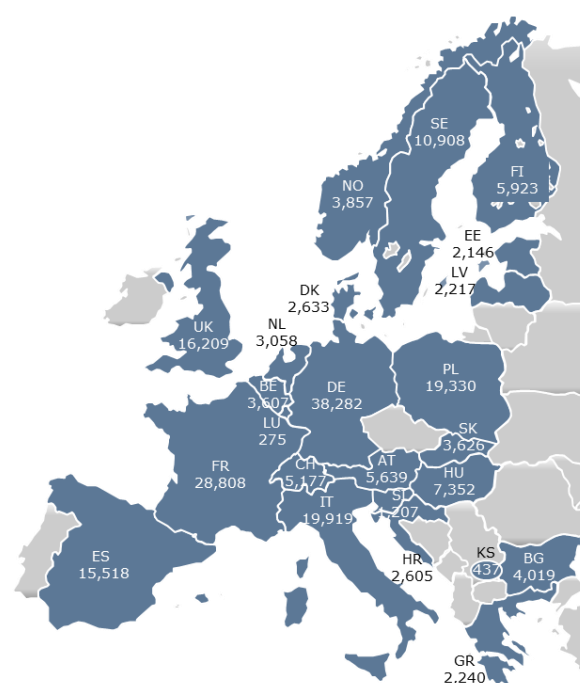 SE
10,908
FI
5,923
NO
3,857
EE
2,146
LV
2,217
DK
2,633
NL
3,058
UK
16,209
BE
3,607
DE
38,282
PL
19,330
LU
275
SK
3,626
FR
28,808
CH
5,177
AT
5,639
HU
7,352
SI
1,207
IT
19,919
ES
15,518
HR
2,605
KS
437
BG
4,019
GR
2,240